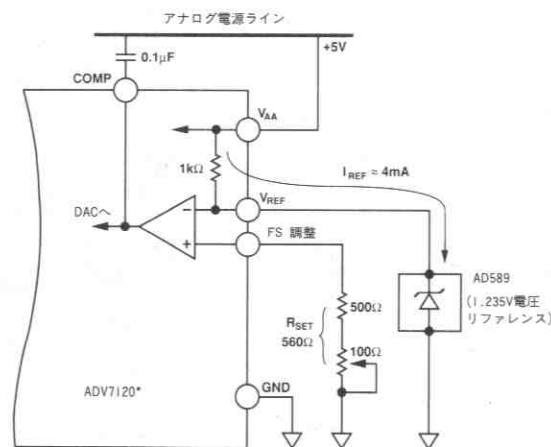 アナログ電源ライン
0.1μF
+5V
COMP
VAA
1kΩ
IREF ≈ 4mA
VREF
DACへ
FS 調整
AD589
(1.235V電圧
リファレンス)
500Ω
RSET
560Ω
100Ω
GND
ADV7120*